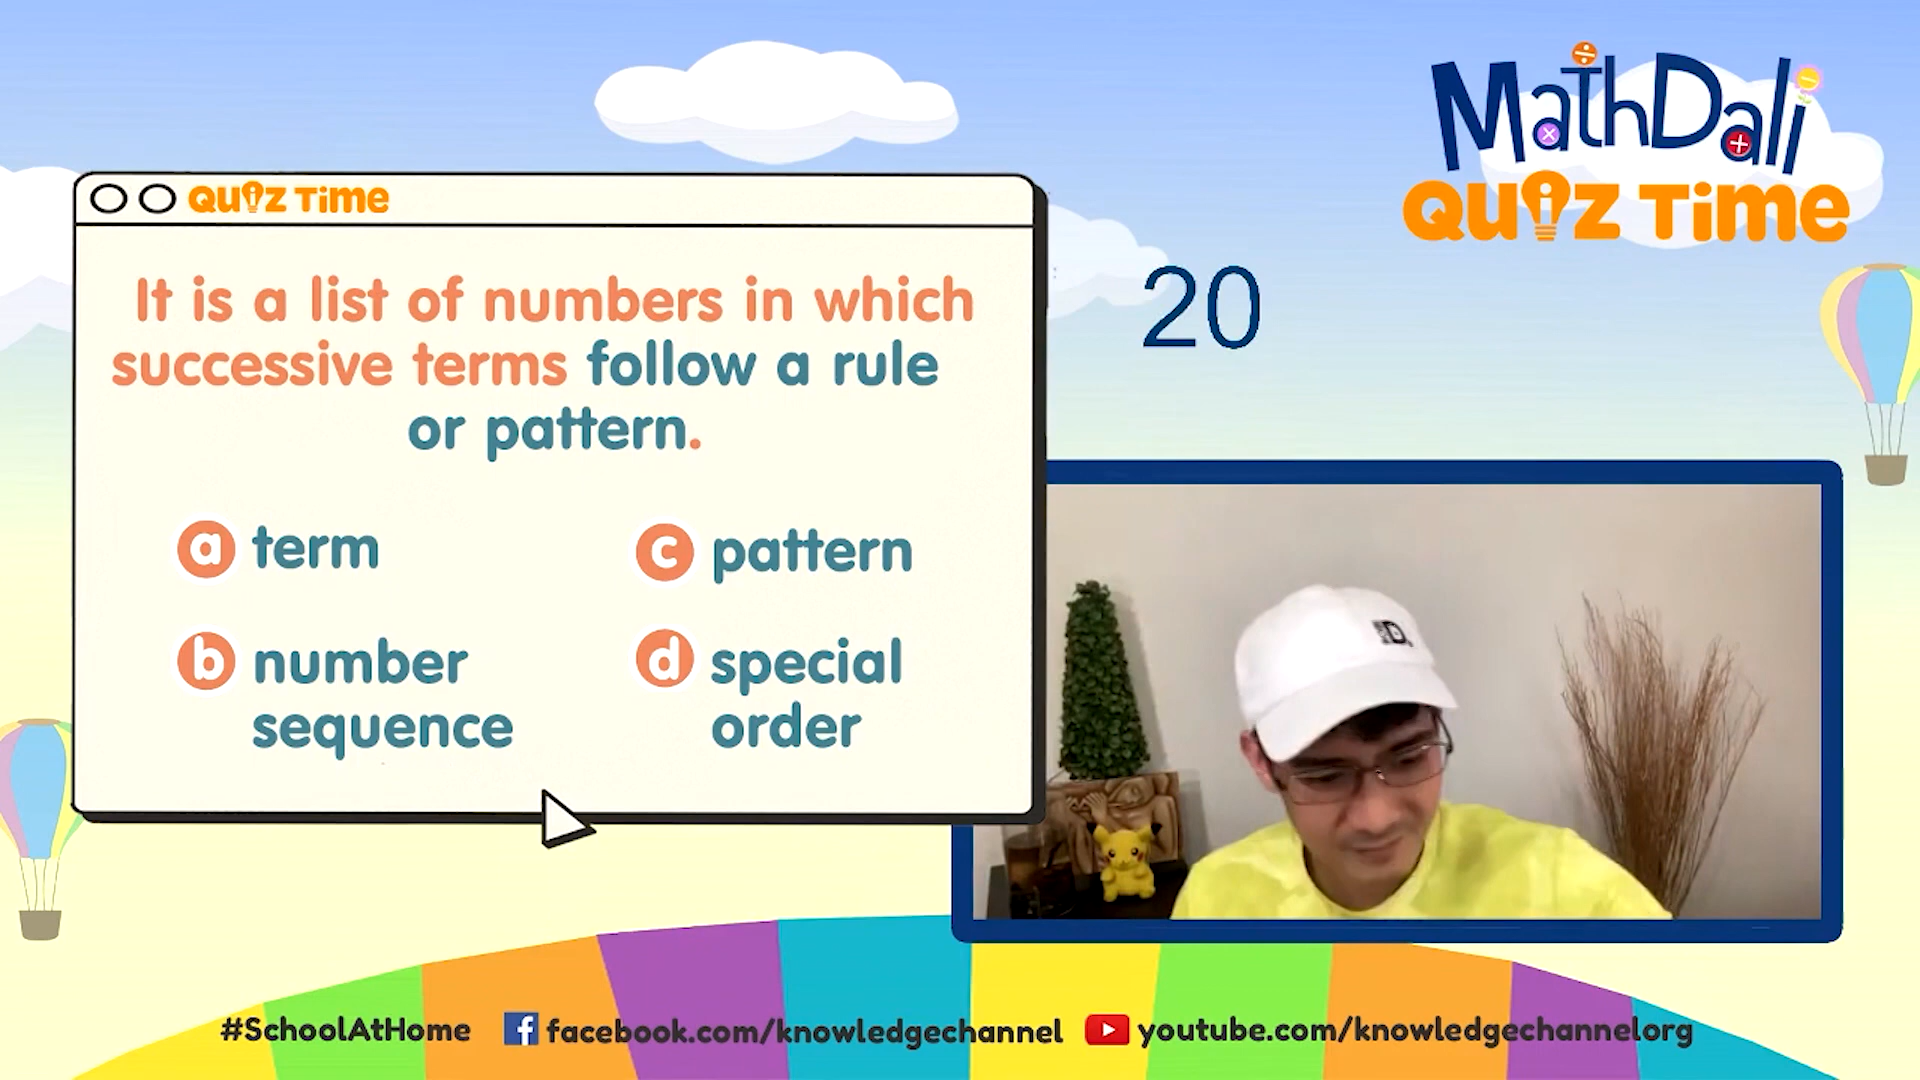 MathDali
QUiZ TIME
QUiZ TIME
It is a list of numbers in which
successive terms follow a rule
or pattern.
a term
b number
sequence
c pattern
d special
order
20
D
#SchoolAtHome
facebook.com/knowledgechannel
youtube.com/knowledgechannelorg